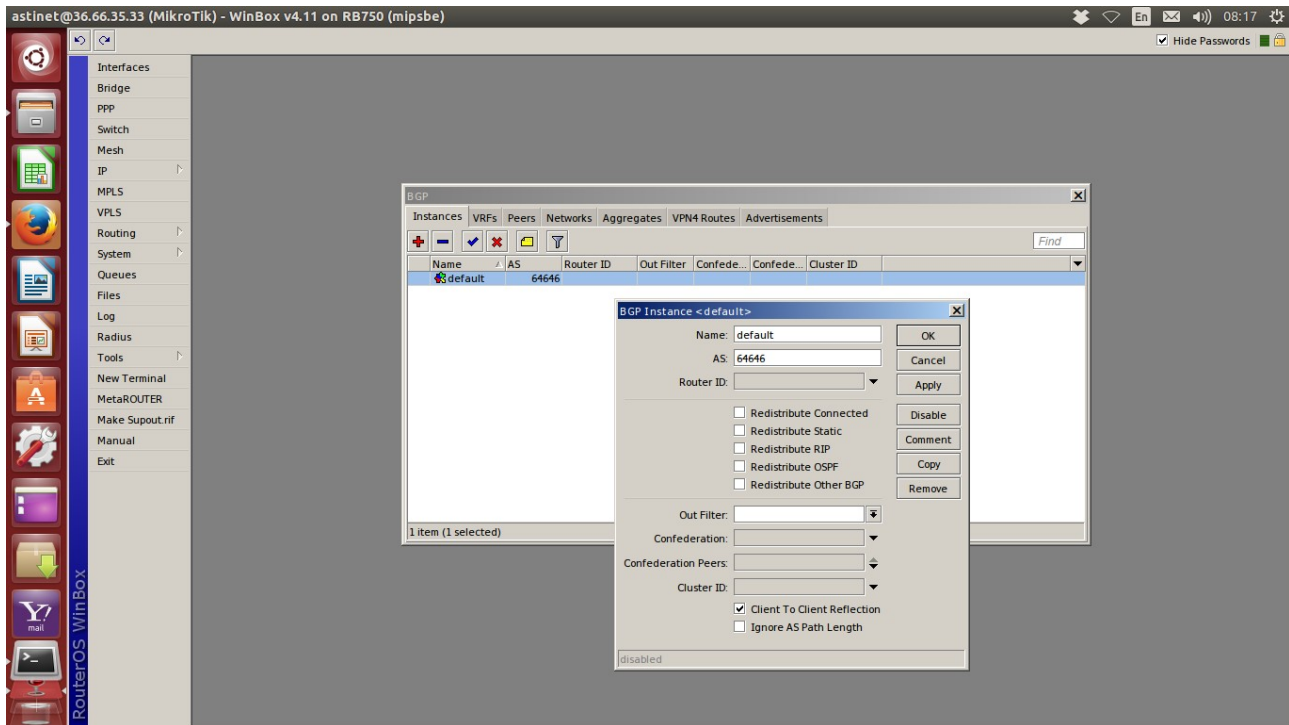 astinet@36.66.35.33 (MikroTik) - WinBox v4.11 on RB750 (mipsbe)
En
08:17
Hide Passwords
Interfaces
Bridge
PPP
Switch
Mesh
IP
MPLS
VPLS
Routing
System
Queues
Files
Log
Radius
Tools
New Terminal
MetaROUTER
Make Supout.rif
Manual
Exit
RouterOS WinBox
Y!
mail
>_
BGP
Instances VRFs Peers Networks Aggregates VPN4 Routes Advertisements
Find
Name AS Router ID Out Filter Confede... Confede... Cluster ID
default 64646
1 item (1 selected)
BGP Instance <default>
Name: default
AS: 64646
Router ID:
Redistribute Connected
Redistribute Static
Redistribute RIP
Redistribute OSPF
Redistribute Other BGP
Out Filter:
Confederation:
Confederation Peers:
Cluster ID:
Client To Client Reflection
Ignore AS Path Length
disabled
OK
Cancel
Apply
Disable
Comment
Copy
Remove